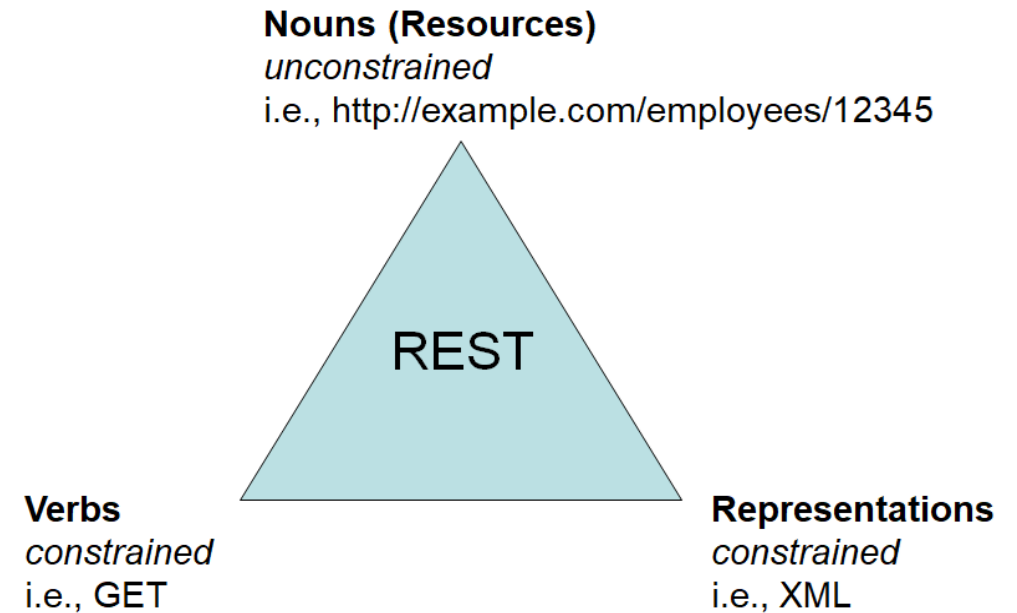 Nouns (Resources)
unconstrained
i.e., http://example.com/employees/12345
REST
Verbs
constrained
i.e., GET
Representations
constrained
i.e., XML